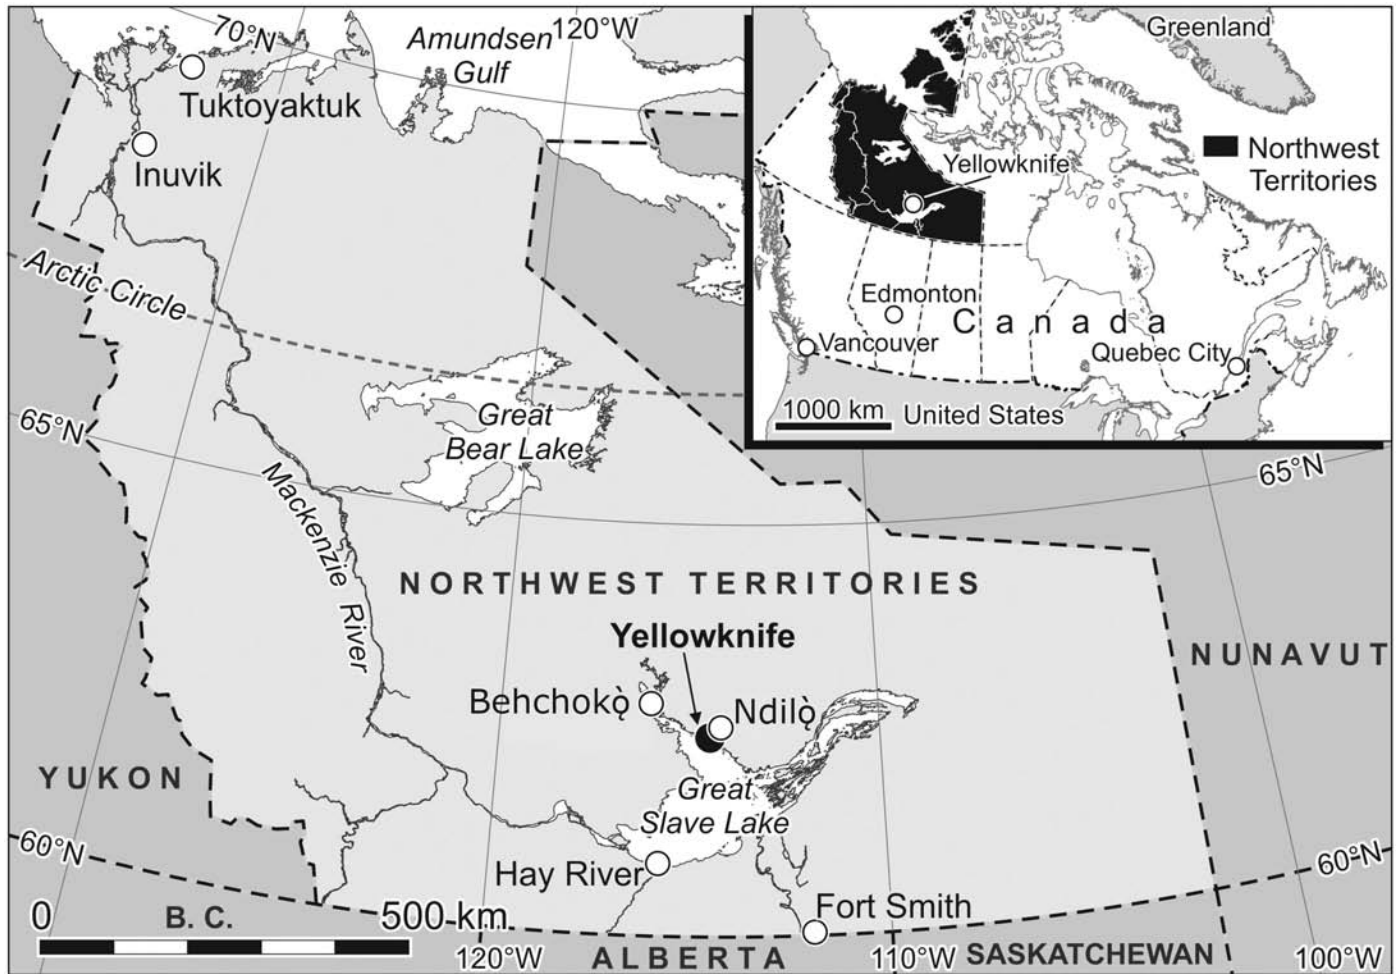 70°N
Amundsen
Gulf
120°W
Tuktoyaktuk
Inuvik
Arctic Circle
65°N
Great
Bear Lake
Mackenzie River
NORTHWEST TERRITORIES
Yellowknife
Behchokǫ̀
Ndilǫ̀
Great
Slave Lake
Hay River
Fort Smith
YUKON
NUNAVUT
65°N
60°N
60°N
0
500 km
B. C.
120°W
ALBERTA
110°W
SASKATCHEWAN
100°W
Greenland
Northwest
Territories
Yellowknife
Edmonton
Canada
Vancouver
Quebec City
1000 km
United States